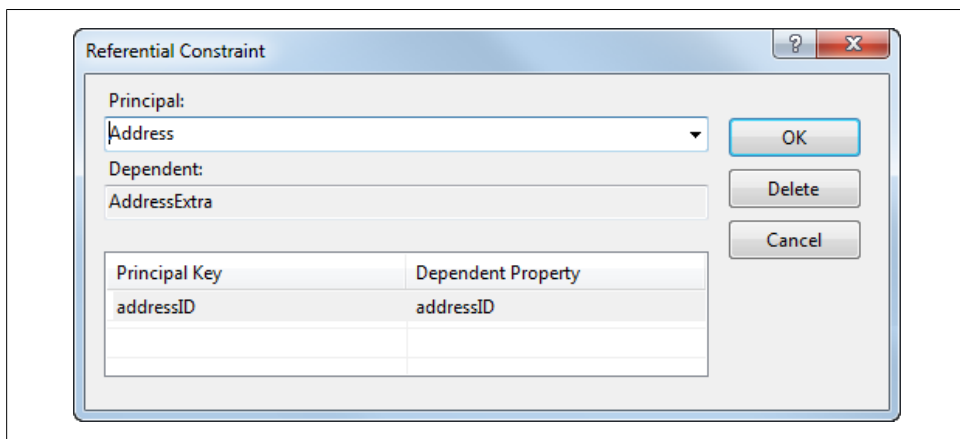 Referential Constraint
Principal:
Address
OK
Dependent:
AddressExtra
Delete
Cancel
Principal Key Dependent Property
addressID addressID